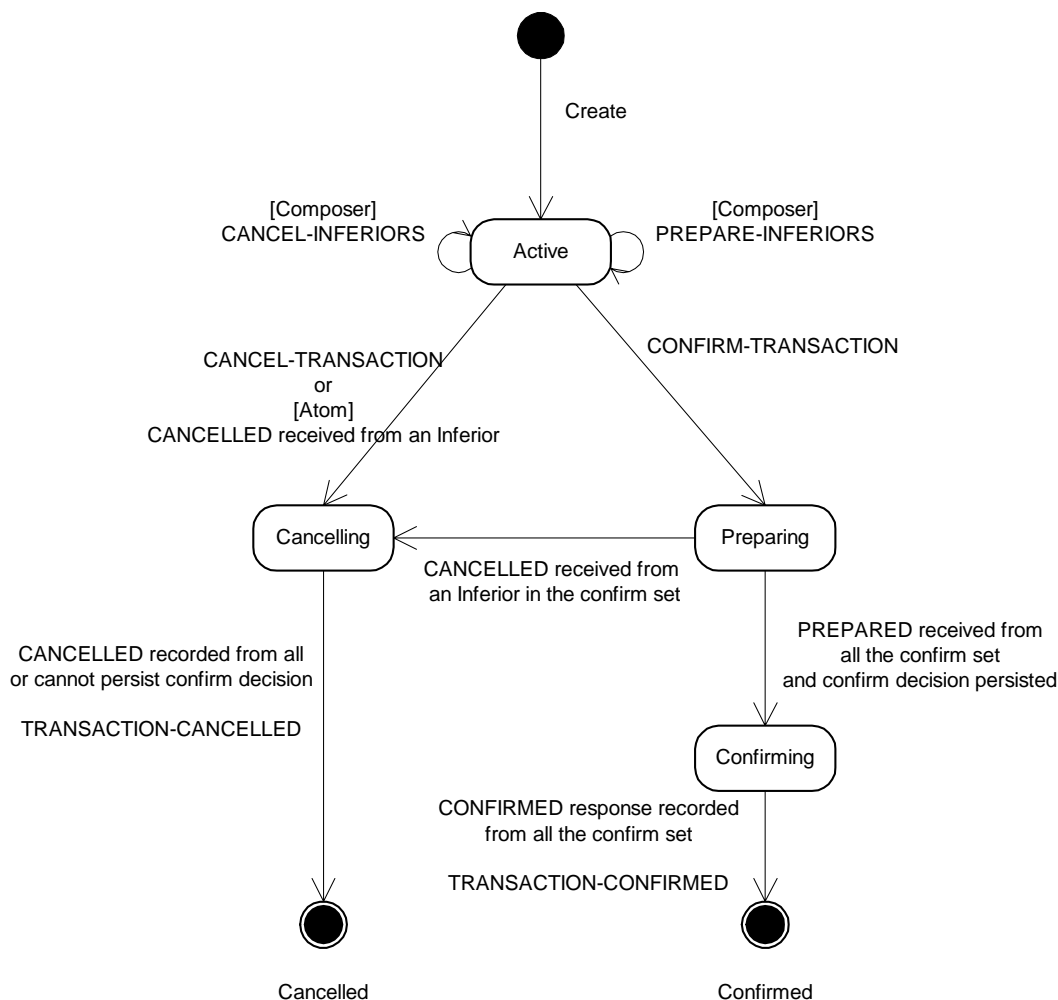 Create
[Composer]
CANCEL-INFERIORS
[Composer]
PREPARE-INFERIORS
Active
CANCEL-TRANSACTION
or
[Atom]
CANCELLED received from an Inferior
CONFIRM-TRANSACTION
Cancelling
Preparing
CANCELLED received from
an Inferior in the confirm set
CANCELLED recorded from all
or cannot persist confirm decision
TRANSACTION-CANCELLED
PREPARED received from
all the confirm set
and confirm decision persisted
Confirming
CONFIRMED response recorded
from all the confirm set
TRANSACTION-CONFIRMED
Cancelled
Confirmed